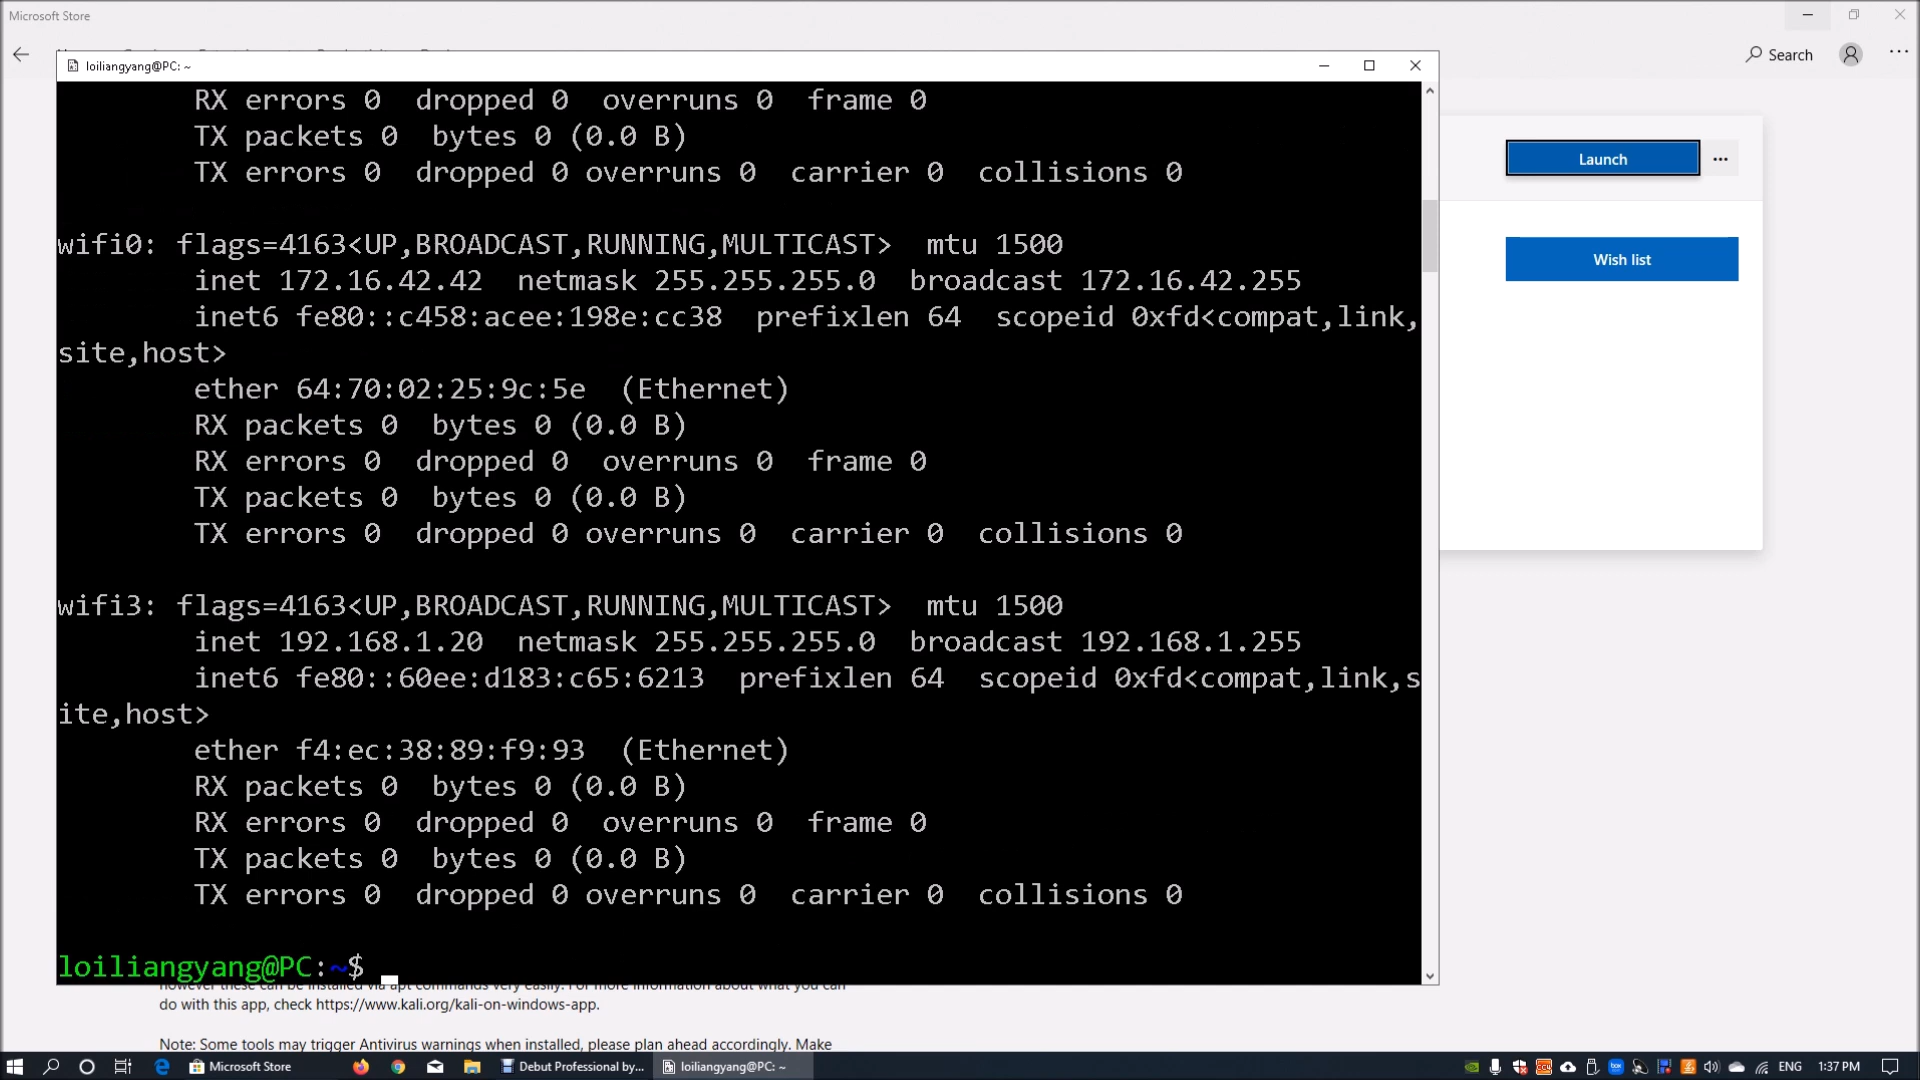 Microsoft Store
Search
loiliangyang@PC: ~
RX errors 0  dropped 0  overruns 0  frame 0
TX packets 0  bytes 0 (0.0 B)
TX errors 0  dropped 0 overruns 0  carrier 0  collisions 0
Launch
wifi0: flags=4163<UP,BROADCAST,RUNNING,MULTICAST>  mtu 1500
Wish list
inet 172.16.42.42  netmask 255.255.255.0  broadcast 172.16.42.255
inet6 fe80::c458:acee:198e:cc38  prefixlen 64  scopeid 0xfd<compat,link,
site,host>
ether 64:70:02:25:9c:5e  (Ethernet)
RX packets 0  bytes 0 (0.0 B)
RX errors 0  dropped 0  overruns 0  frame 0
TX packets 0  bytes 0 (0.0 B)
TX errors 0  dropped 0 overruns 0  carrier 0  collisions 0
wifi3: flags=4163<UP,BROADCAST,RUNNING,MULTICAST>  mtu 1500
inet 192.168.1.20  netmask 255.255.255.0  broadcast 192.168.1.255
inet6 fe80::60ee:d183:c65:6213  prefixlen 64  scopeid 0xfd<compat,link,s
ite,host>
ether f4:ec:38:89:f9:93  (Ethernet)
RX packets 0  bytes 0 (0.0 B)
RX errors 0  dropped 0  overruns 0  frame 0
TX packets 0  bytes 0 (0.0 B)
TX errors 0  dropped 0 overruns 0  carrier 0  collisions 0
loiliangyang@PC:~$
however these can be installed via apt commands very easily. For more information about what you can
do with this app, check https://www.kali.org/kali-on-windows-app.
Note: Some tools may trigger Antivirus warnings when installed, please plan ahead accordingly. Make
Microsoft Store
Debut Professional by...
loiliangyang@PC: ~
ENG
1:37 PM